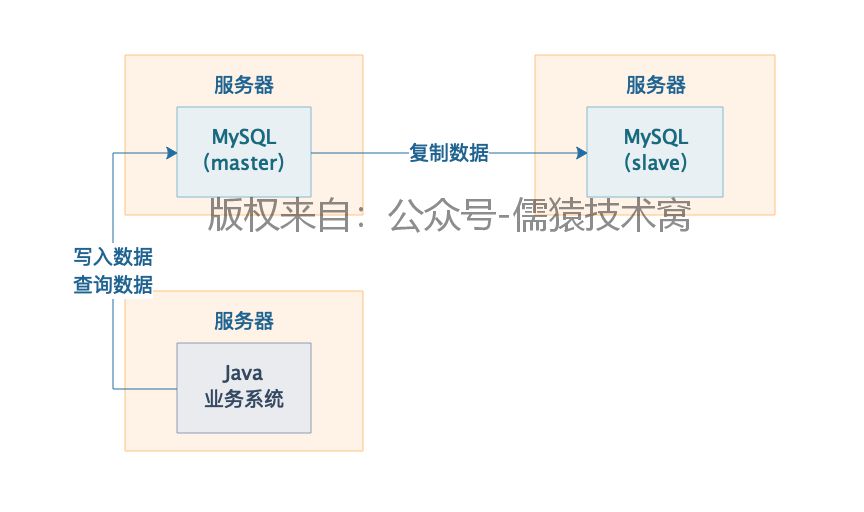 服务器
MySQL
(master)
复制数据
服务器
MySQL
(slave)
版权来自：公众号-儒猿技术窝
写入数据
查询数据
服务器
Java
业务系统